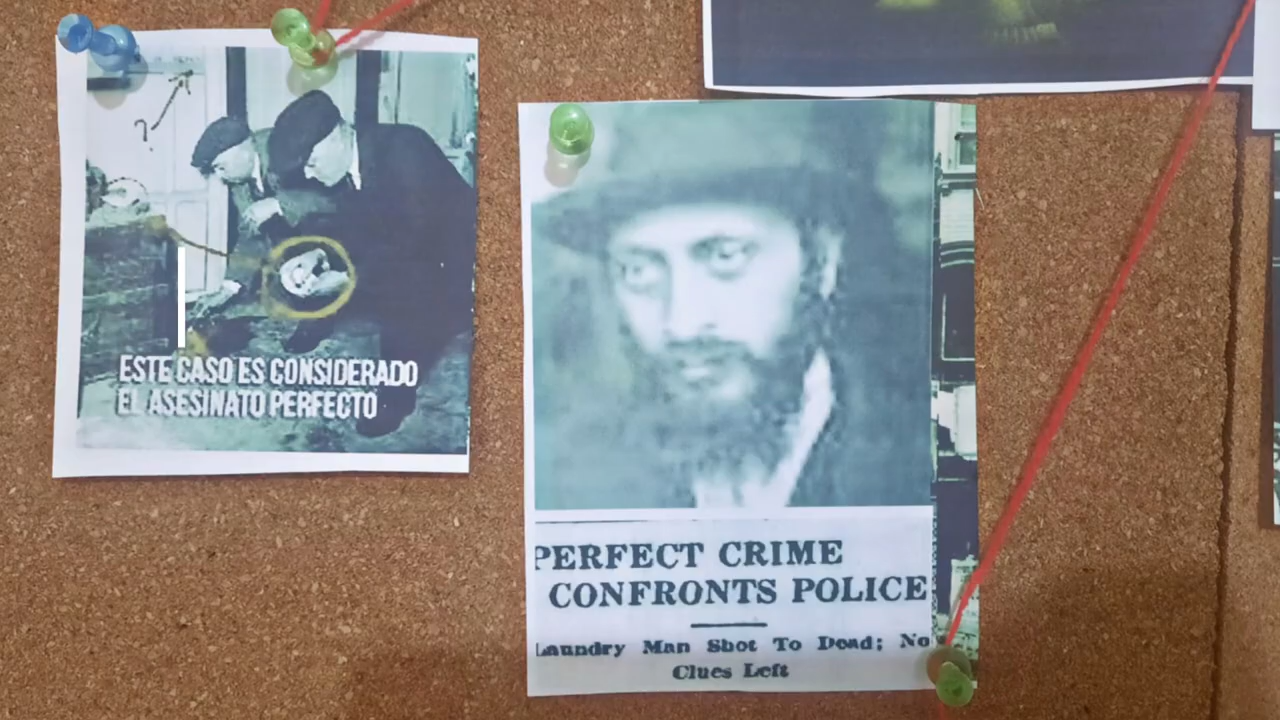 ?
ESTE CASO ES CONSIDERADO
EL ASESINATO PERFECTO
PERFECT CRIME
CONFRONTS POLICE
Laundry Man Shot To Dead; No
Clues Left